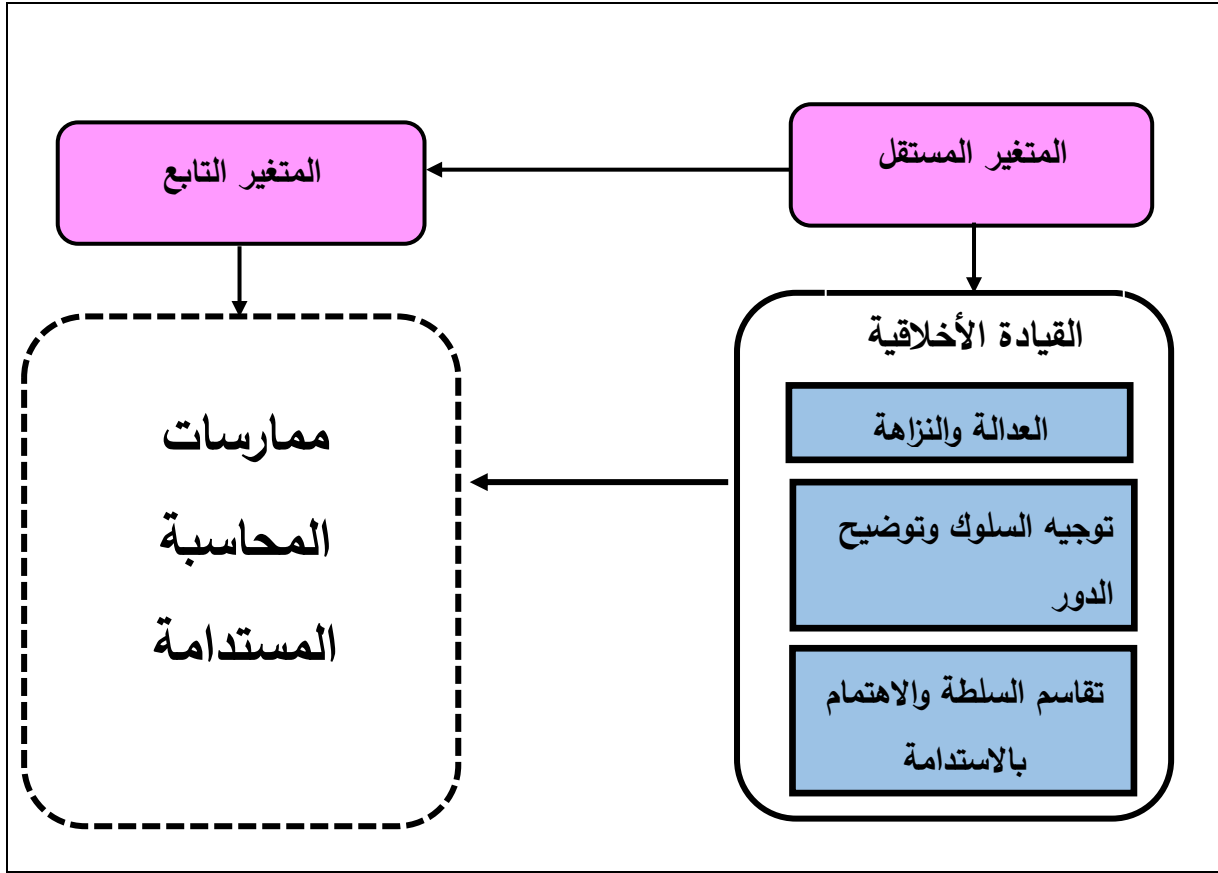 المتغير المستقل
المتغير التابع
القيادة الأخلاقية
العدالة والنزاهة
توجيه السلوك وتوضيح
الدور
تقاسم السلطة والاهتمام
بالاستدامة
ممارسات
المحاسبة
المستدامة